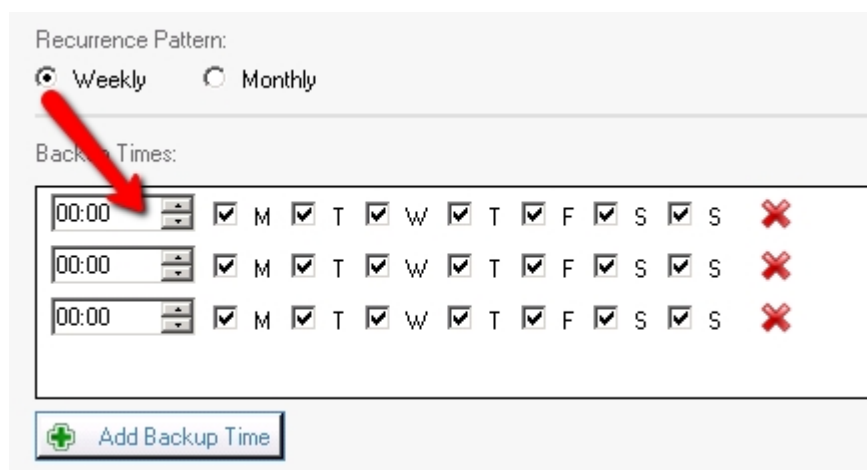 Recurrence Pattern:
Weekly Monthly
Backup Times:
00:00 M T W T F S S
00:00 M T W T F S S
00:00 M T W T F S S
Add Backup Time